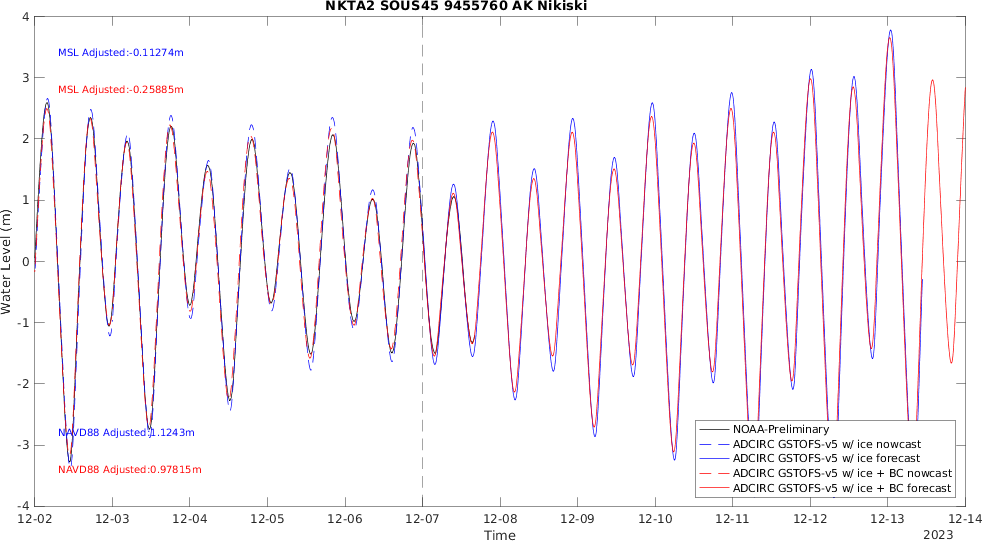 NKTA2 SOUS45 9455760 AK Nikiski
MSL Adjusted:-0.11274m
MSL Adjusted:-0.25885m
NAVD88 Adjusted:1.1243m
NAVD88 Adjusted:0.97815m
Water Level (m)
4
3
2
1
0
-1
-2
-3
-4
NOAA-Preliminary
ADCIRC GSTOFS-v5 w/ ice nowcast
ADCIRC GSTOFS-v5 w/ ice forecast
ADCIRC GSTOFS-v5 w/ ice + BC nowcast
ADCIRC GSTOFS-v5 w/ ice + BC forecast
12-02 12-03 12-04 12-05 12-06 12-07 12-08 12-09 12-10 12-11 12-12 12-13 12-14
Time
2023